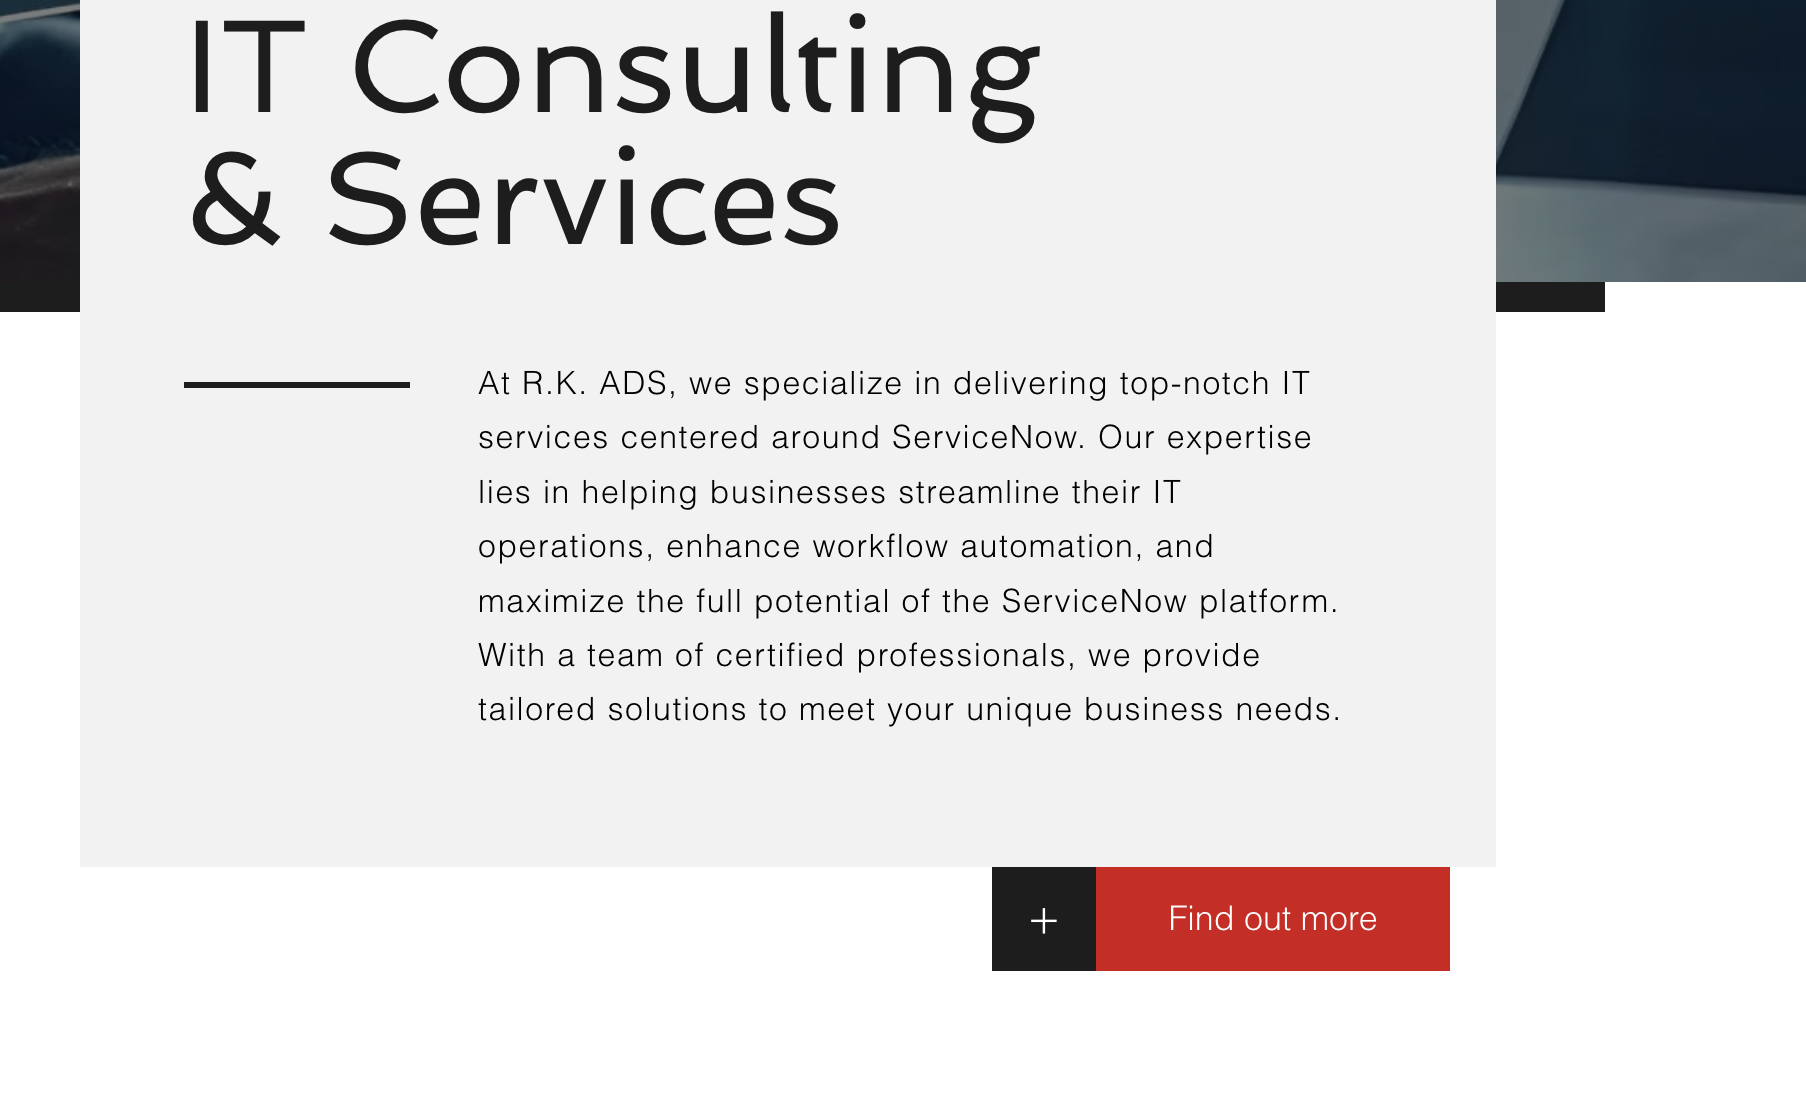 IT Consulting
& Services
At R.K. ADS, we specialize in delivering top-notch IT
services centered around ServiceNow. Our expertise
lies in helping businesses streamline their IT
operations, enhance workflow automation, and
maximize the full potential of the ServiceNow platform.
With a team of certified professionals, we provide
tailored solutions to meet your unique business needs.
+ Find out more